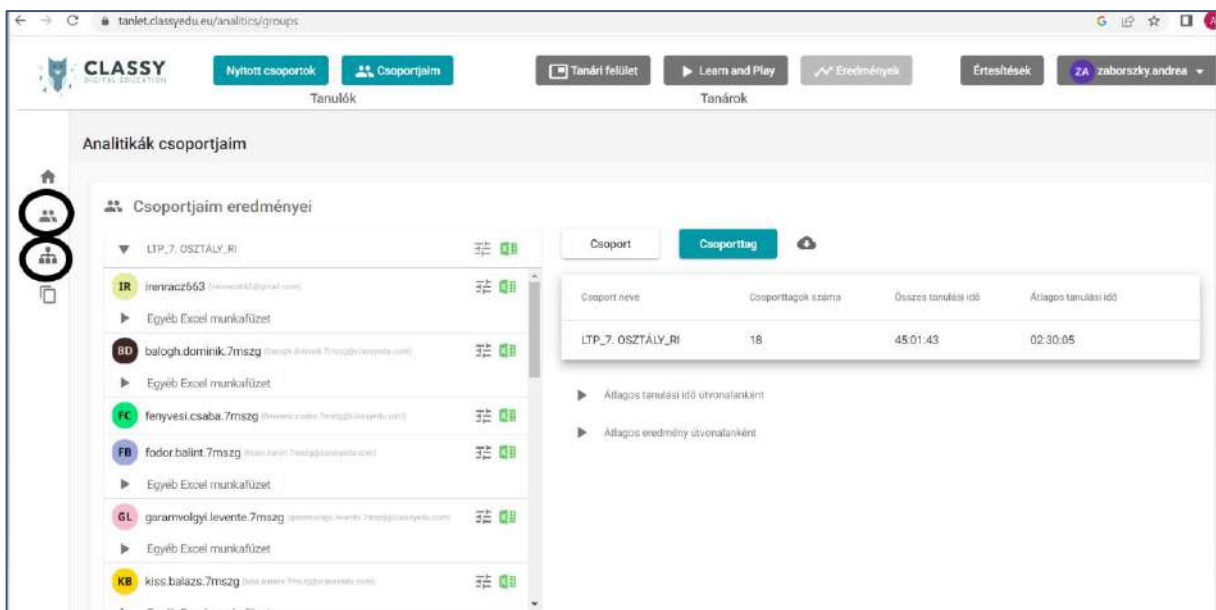 tanlet.classyedu.eu/analitics/groups
CLASSY
DIGITAL EDUCATION
Nyitott csoportok
Csoportjaim
Tanulók
Tanári felület
Learn and Play
Eredmények
Tanárok
Értesítések
ZA zaborszky.andrea
Analitikák csoportjaim
Csoportjaim eredményei
LTP_7. OSZTÁLY_RI
IR irenracz563
Egyéb Excel munkafüzet
BD balogh.dominik.7mszg
Egyéb Excel munkafüzet
FC fenyvesi.csaba.7mszg
FB fodor.balint.7mszg
Egyéb Excel munkafüzet
GL garamvolgyi.levente.7mszg
Egyéb Excel munkafüzet
KB kiss.balazs.7mszg
Csoport
Csoporttag
Csoport neve Csoporttagok száma Összes tanulási idő Átlagos tanulási idő
LTP_7. OSZTÁLY_RI 18 45:01:43 02:30:05
Átlagos tanulási idő útvonalanként
Átlagos eredmény útvonalanként